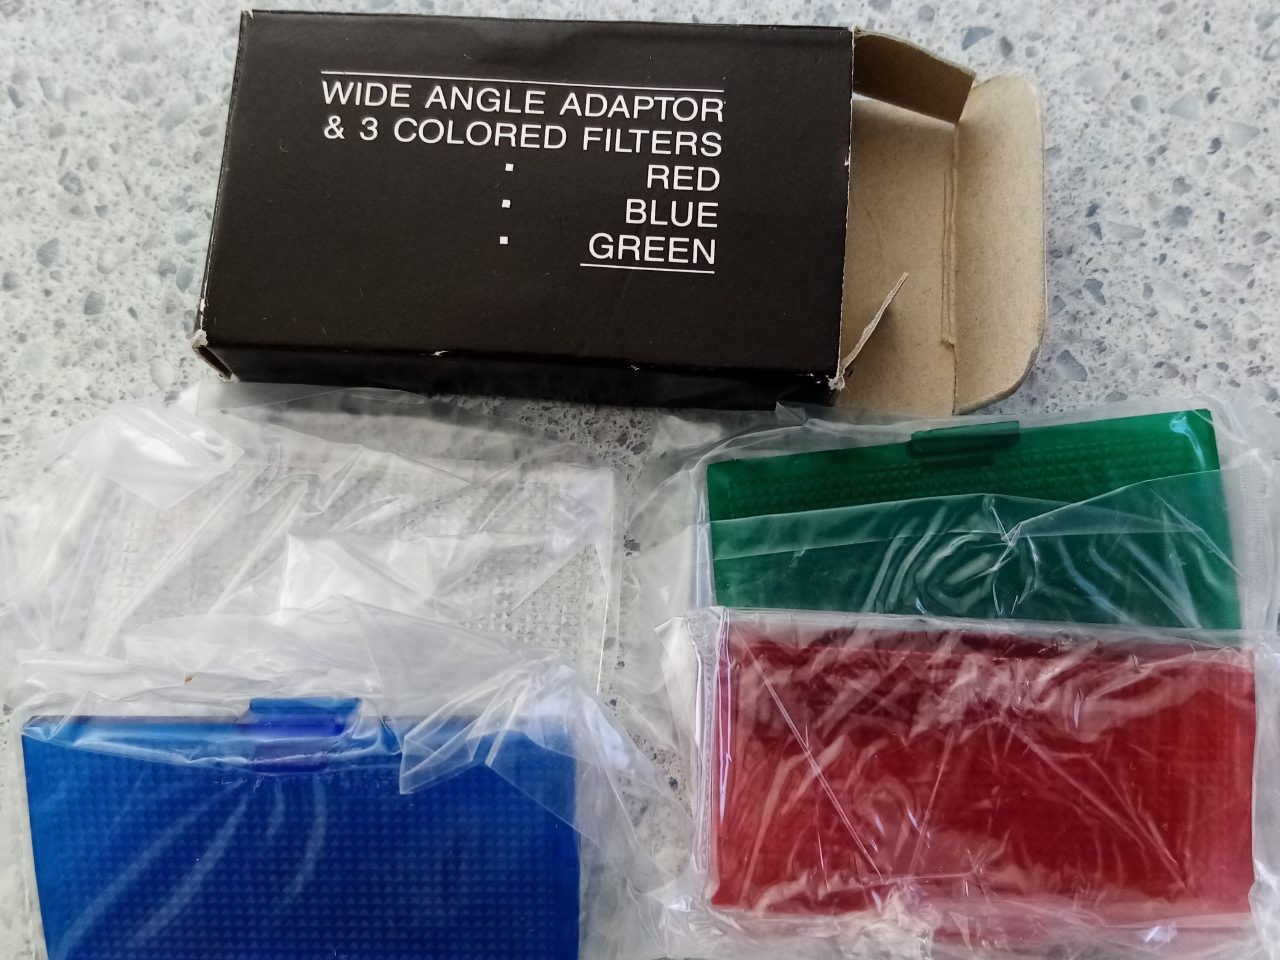 WIDE ANGLE ADAPTOR
& 3 COLORED FILTERS
▪ RED
▪ BLUE
▪ GREEN